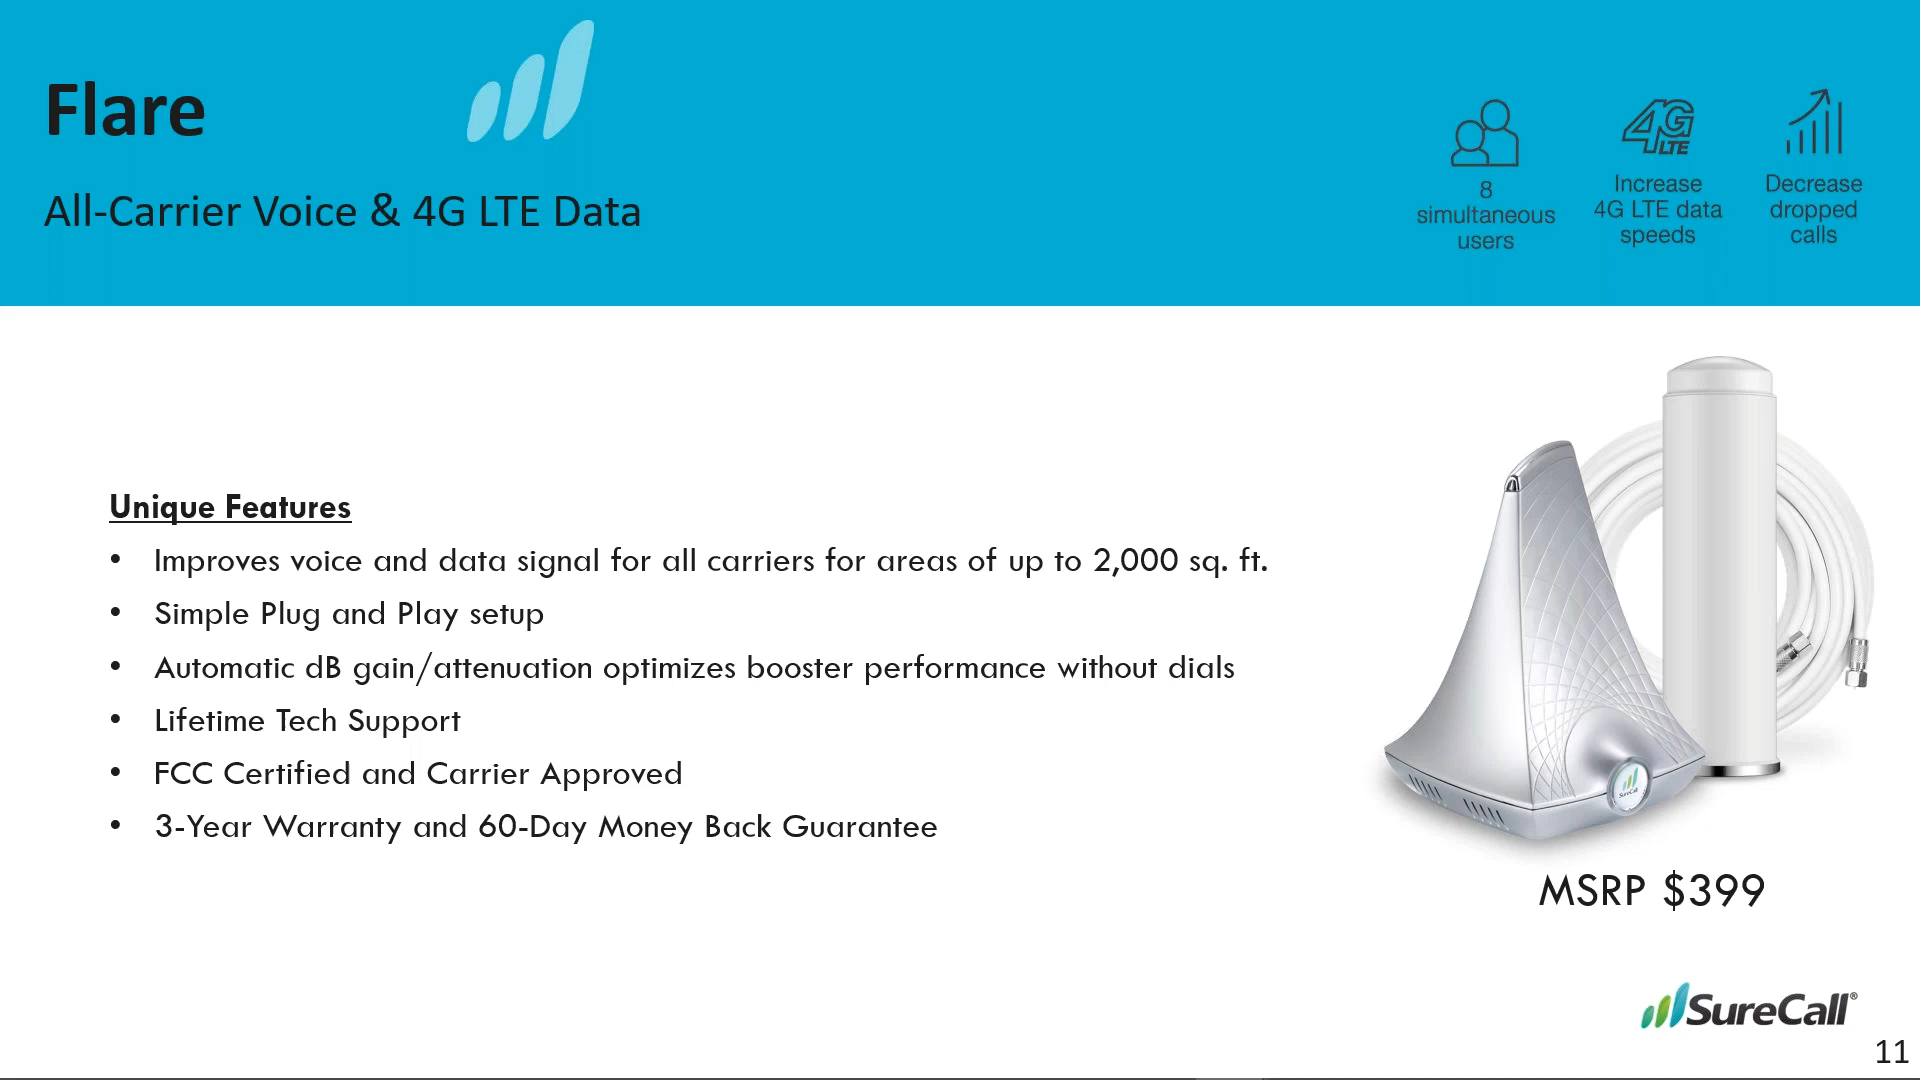 Flare
All-Carrier Voice & 4G LTE Data
8
simultaneous
users
4G
LTE
Increase
4G LTE data
speeds
Decrease
dropped
calls
Unique Features
• Improves voice and data signal for all carriers for areas of up to 2,000 sq. ft.
• Simple Plug and Play setup
• Automatic dB gain/attenuation optimizes booster performance without dials
• Lifetime Tech Support
• FCC Certified and Carrier Approved
• 3-Year Warranty and 60-Day Money Back Guarantee
SureCall
MSRP $399
SureCall®
11